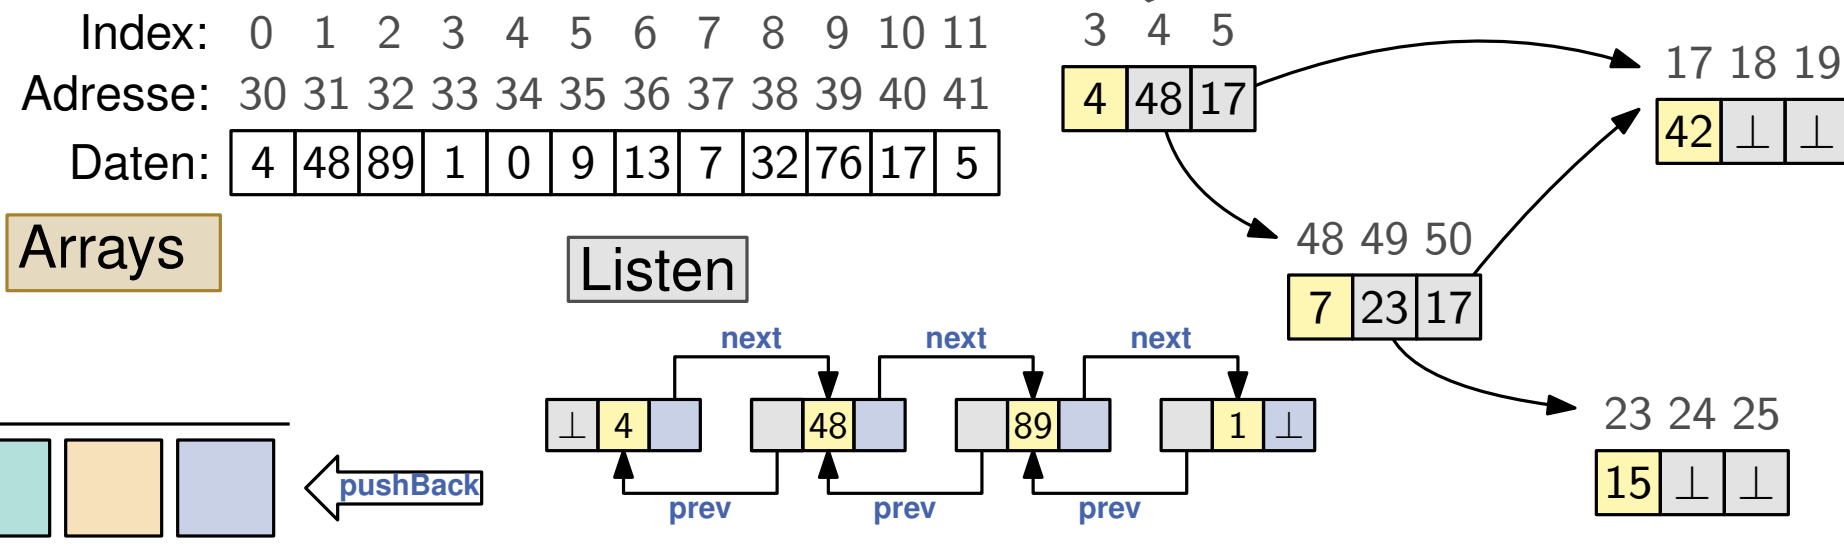 Index: 0 1 2 3 4 5 6 7 8 9 10 11
Adresse: 30 31 32 33 34 35 36 37 38 39 40 41
Daten: 4 48 89 1 0 9 13 7 32 76 17 5
Arrays
Listen
3 4 5
4 48 17
17 18 19
42 ⊥ ⊥
48 49 50
7 23 17
23 24 25
15 ⊥ ⊥
next next next
⊥ 4 48 89 1 ⊥
prev prev prev
pushBack